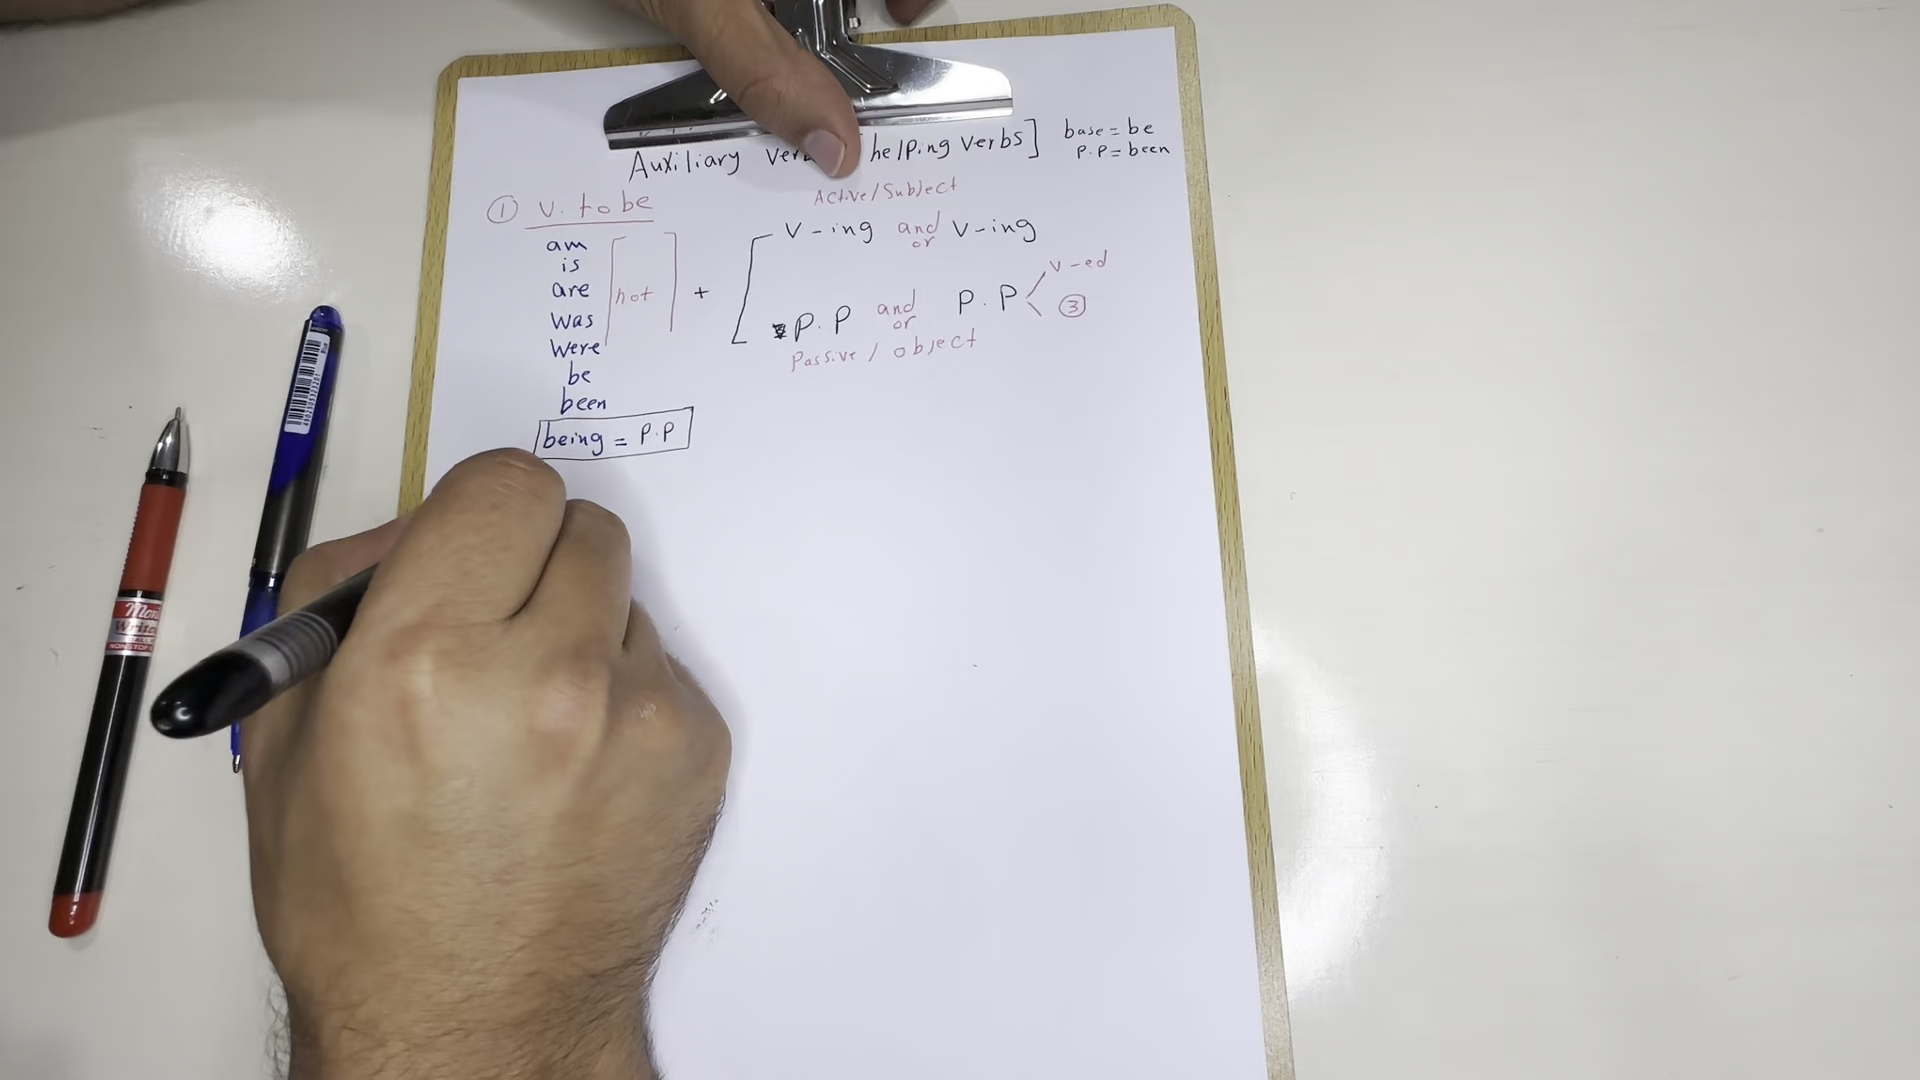 Auxiliary helping verbs] base = be
P.P = been
Active / Subject
① v. to be
V-ing and or V-ing
am
is
are
was
were
be
been
[not] +
P.P and or P.P
V-ed
③
Passive / object
being = P.P